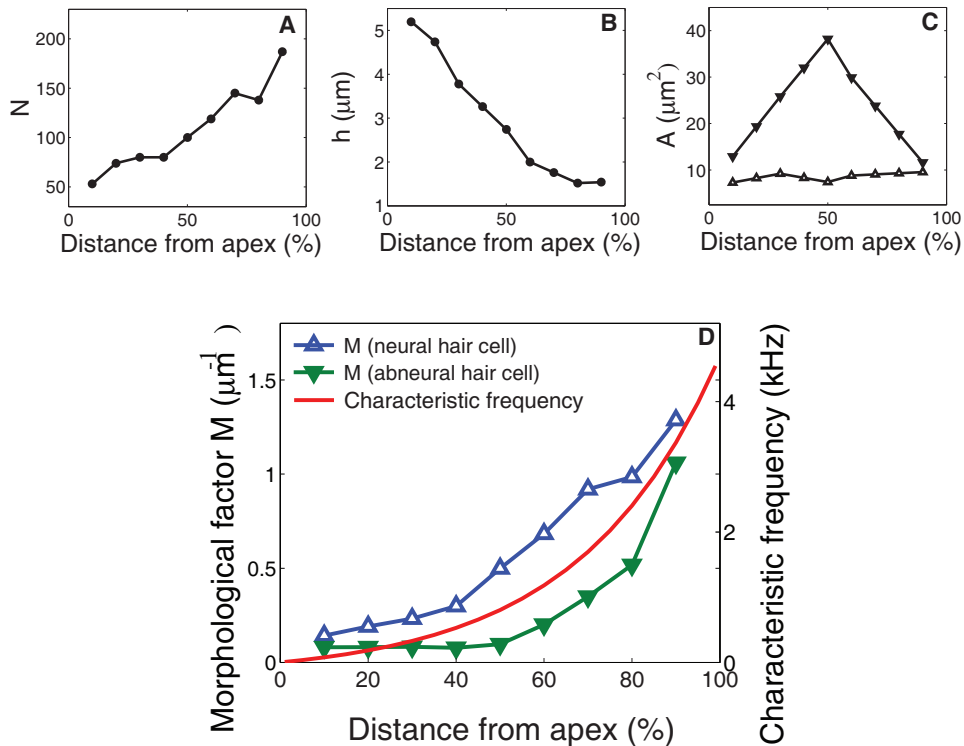 A
200
150
100
50
N
0
50
100
Distance from apex (%)
B
5
4
3
2
1
h (μm)
0
50
100
Distance from apex (%)
C
40
30
20
10
A (μm²)
0
50
100
Distance from apex (%)
D
M (neural hair cell)
M (abneural hair cell)
Characteristic frequency
Morphological factor M (μm⁻¹)
1.5
1
0.5
0
Characteristic frequency (kHz)
4
2
0
0
20
40
60
80
100
Distance from apex (%)